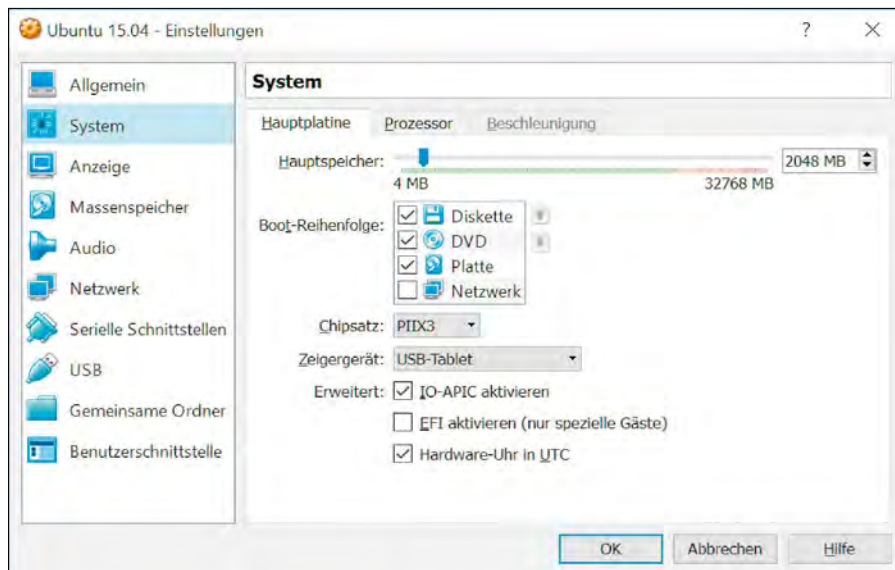 Ubuntu 15.04 - Einstellungen ?
Allgemein
System
Anzeige
Massenspeicher
Audio
Netzwerk
Serielle Schnittstellen
USB
Gemeinsame Ordner
Benutzerschnittstelle
System
Hauptplatine Prozessor Beschleunigung
Hauptspeicher: 2048 MB
4 MB 32768 MB
Boot-Reihenfolge:
Diskette
DVD
Platte
Netzwerk
Chipsatz: PIIX3
Zeigergerät: USB-Tablet
Erweitert: IO-APIC aktivieren
EFI aktivieren (nur spezielle Gäste)
Hardware-Uhr in UTC
OK Abbrechen Hilfe